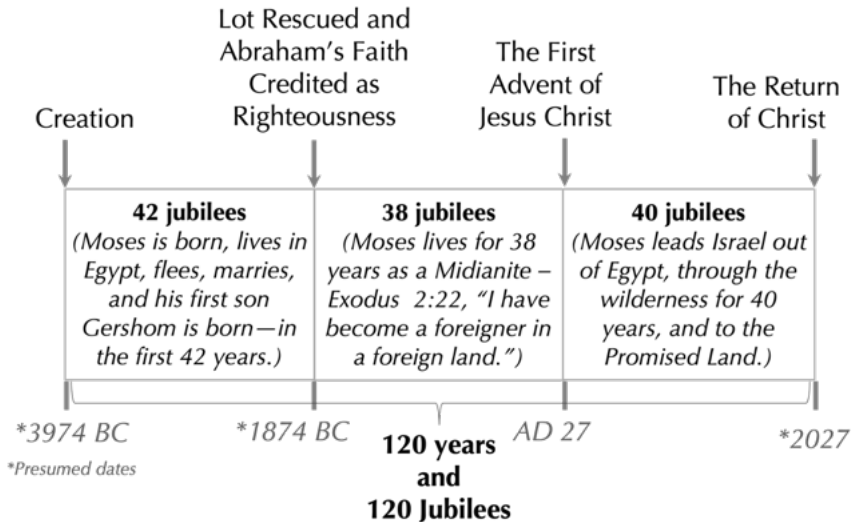 Creation
Lot Rescued and
Abraham's Faith
Credited as
Righteousness
The First
Advent of
Jesus Christ
The Return
of Christ
42 jubilees
(Moses is born, lives in
Egypt, flees, marries,
and his first son
Gershom is born—in
the first 42 years.)
38 jubilees
(Moses lives for 38
years as a Midianite –
Exodus 2:22, "I have
become a foreigner in
a foreign land.")
40 jubilees
(Moses leads Israel out
of Egypt, through the
wilderness for 40
years, and to the
Promised Land.)
*3974 BC
*1874 BC
AD 27
*2027
*Presumed dates
120 years
and
120 Jubilees